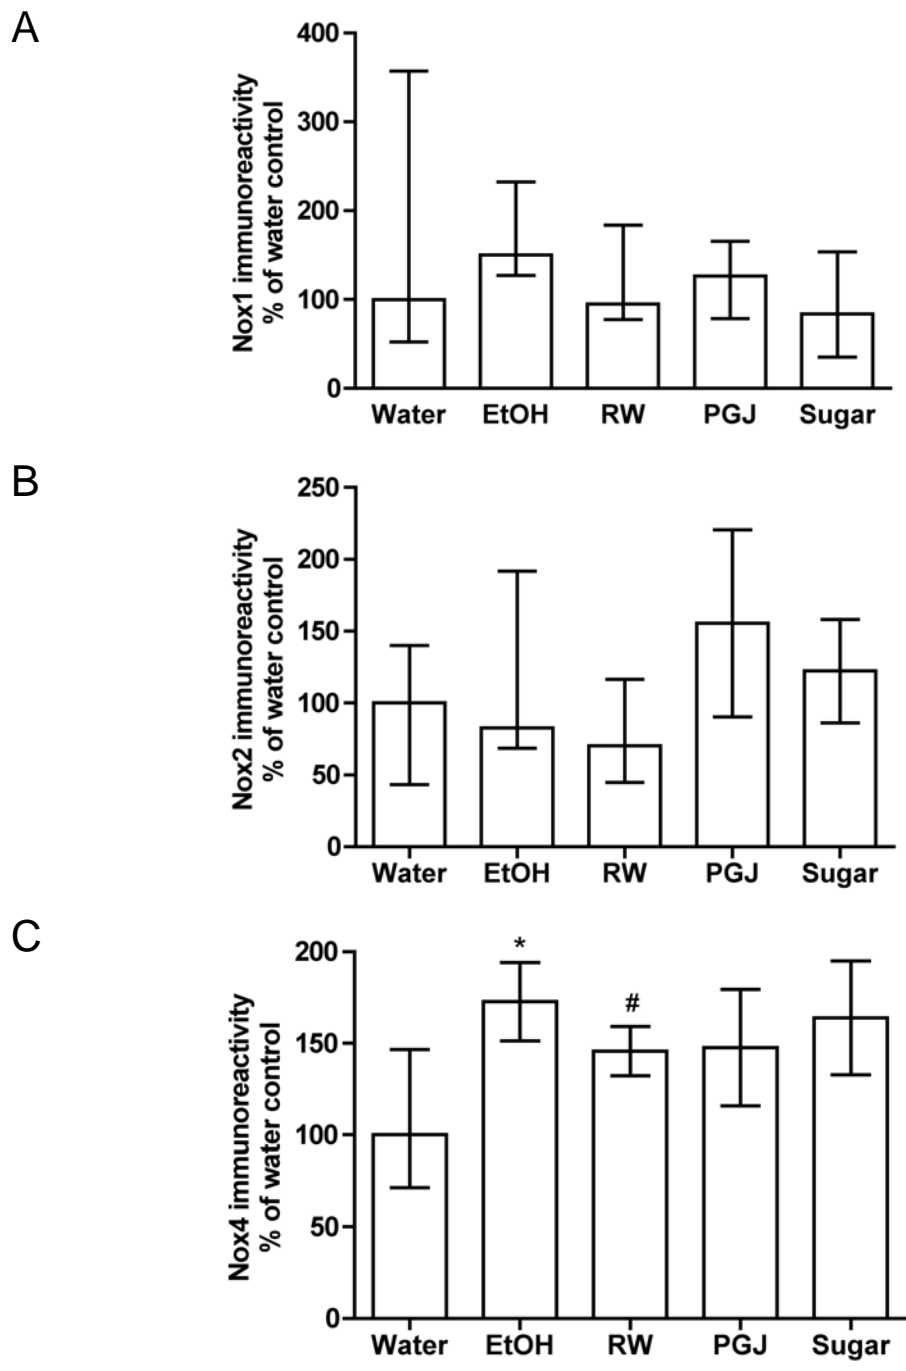 A
Nox1 immunoreactivity
% of water control
400
300
200
100
0
Water EtOH RW PGJ Sugar
B
Nox2 immunoreactivity
% of water control
250
200
150
100
50
0
Water EtOH RW PGJ Sugar
C
Nox4 immunoreactivity
% of water control
200
150
100
50
0
*
#
Water EtOH RW PGJ Sugar